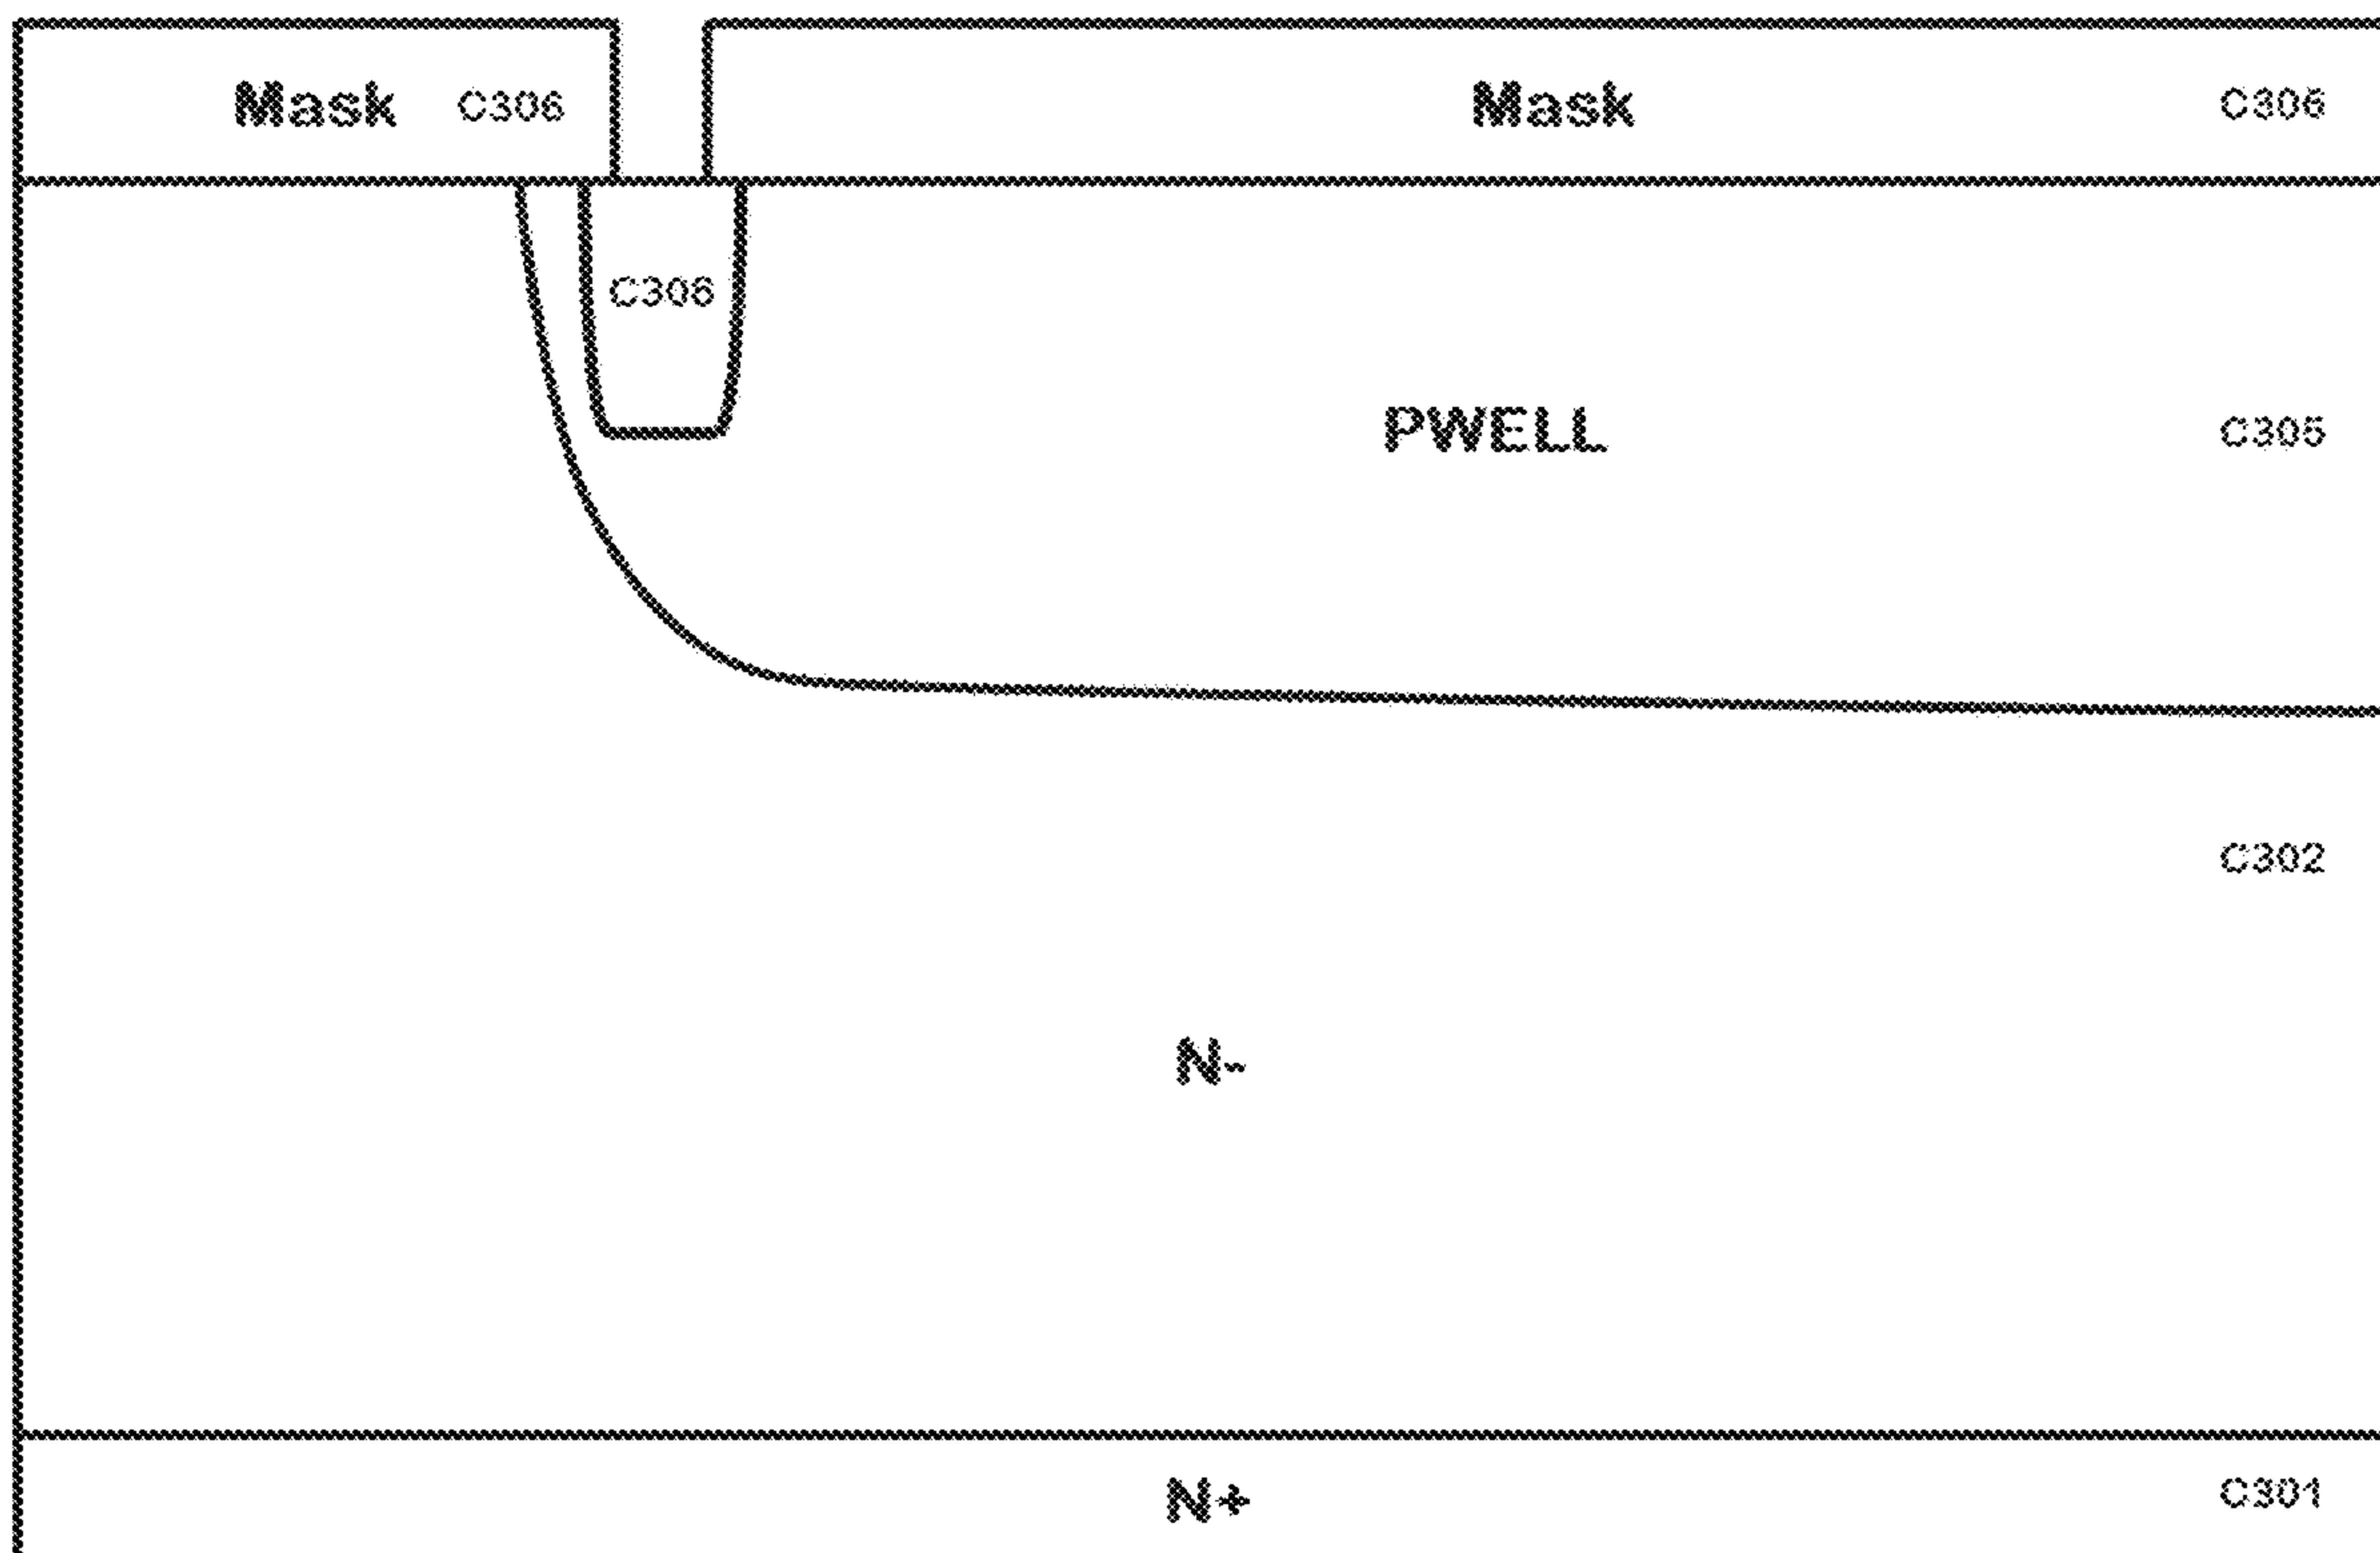 Mask C306 Mask C306
C306
PWELL C305
C302
N-
N+ C301